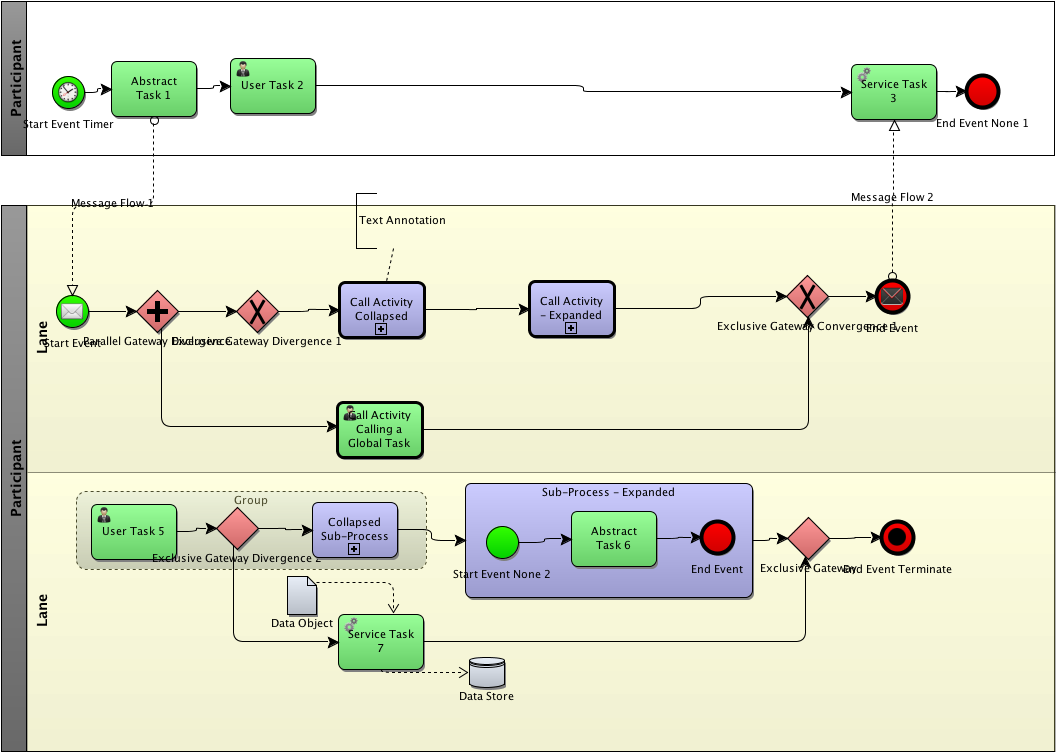 Participant
Abstract
Task 1
User Task 2
Service Task
3
Start Event Timer
End Event None 1
Message Flow 1
Message Flow 2
Participant
Lane
Text Annotation
Call Activity
Collapsed
Call Activity
– Expanded
Start Event
Parallel Gateway Divergence
Exclusive Gateway Divergence 1
Exclusive Gateway Convergence 1
End Event
Call Activity
Calling a
Global Task
Lane
Group
User Task 5
Collapsed
Sub-Process
Exclusive Gateway Divergence 2
Sub-Process – Expanded
Abstract
Task 6
Start Event None 2
End Event
Exclusive Gateway
End Event Terminate
Data Object
Service Task
7
Data Store